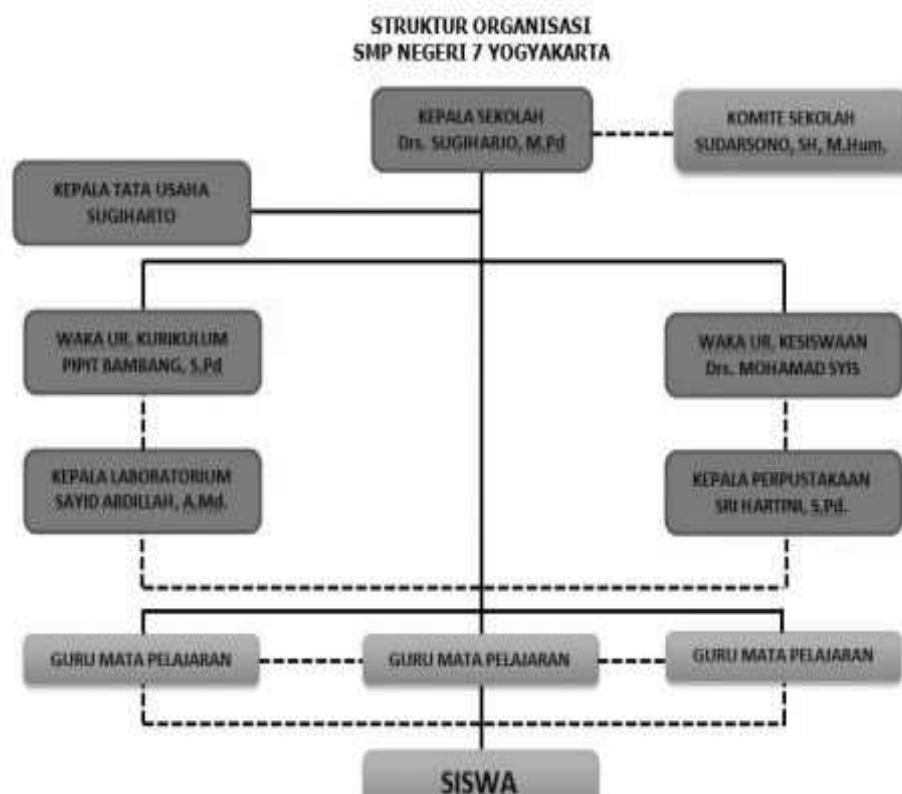 STRUKTUR ORGANISASI
SMP NEGERI 7 YOGYAKARTA
KEPALA SEKOLAH
Drs. SUGIHARJO, M.Pd
KOMITE SEKOLAH
SUDARSONO, SH, M.Hum.
KEPALA TATA USAHA
SUGIHARTO
WAKA UR. KURIKULUM
PIPIT BAMBANG, S.Pd
WAKA UR. KESISWAAN
Drs. MOHAMAD SYIS
KEPALA LABORATORIUM
SAYID ABDILLAH, A.Md.
KEPALA PERPUSTAKAAN
SRI HARTINI, S.Pd.
GURU MATA PELAJARAN
GURU MATA PELAJARAN
GURU MATA PELAJARAN
SISWA